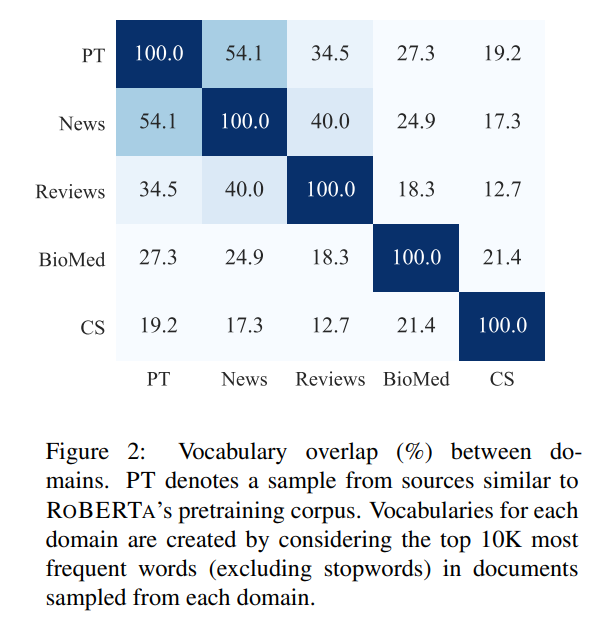 PT 100.0 54.1 34.5 27.3 19.2
News 54.1 100.0 40.0 24.9 17.3
Reviews 34.5 40.0 100.0 18.3 12.7
BioMed 27.3 24.9 18.3 100.0 21.4
CS 19.2 17.3 12.7 21.4 100.0
PT News Reviews BioMed CS
Figure 2: Vocabulary overlap (%) between do-
mains. PT denotes a sample from sources similar to
ROBERTA's pretraining corpus. Vocabularies for each
domain are created by considering the top 10K most
frequent words (excluding stopwords) in documents
sampled from each domain.